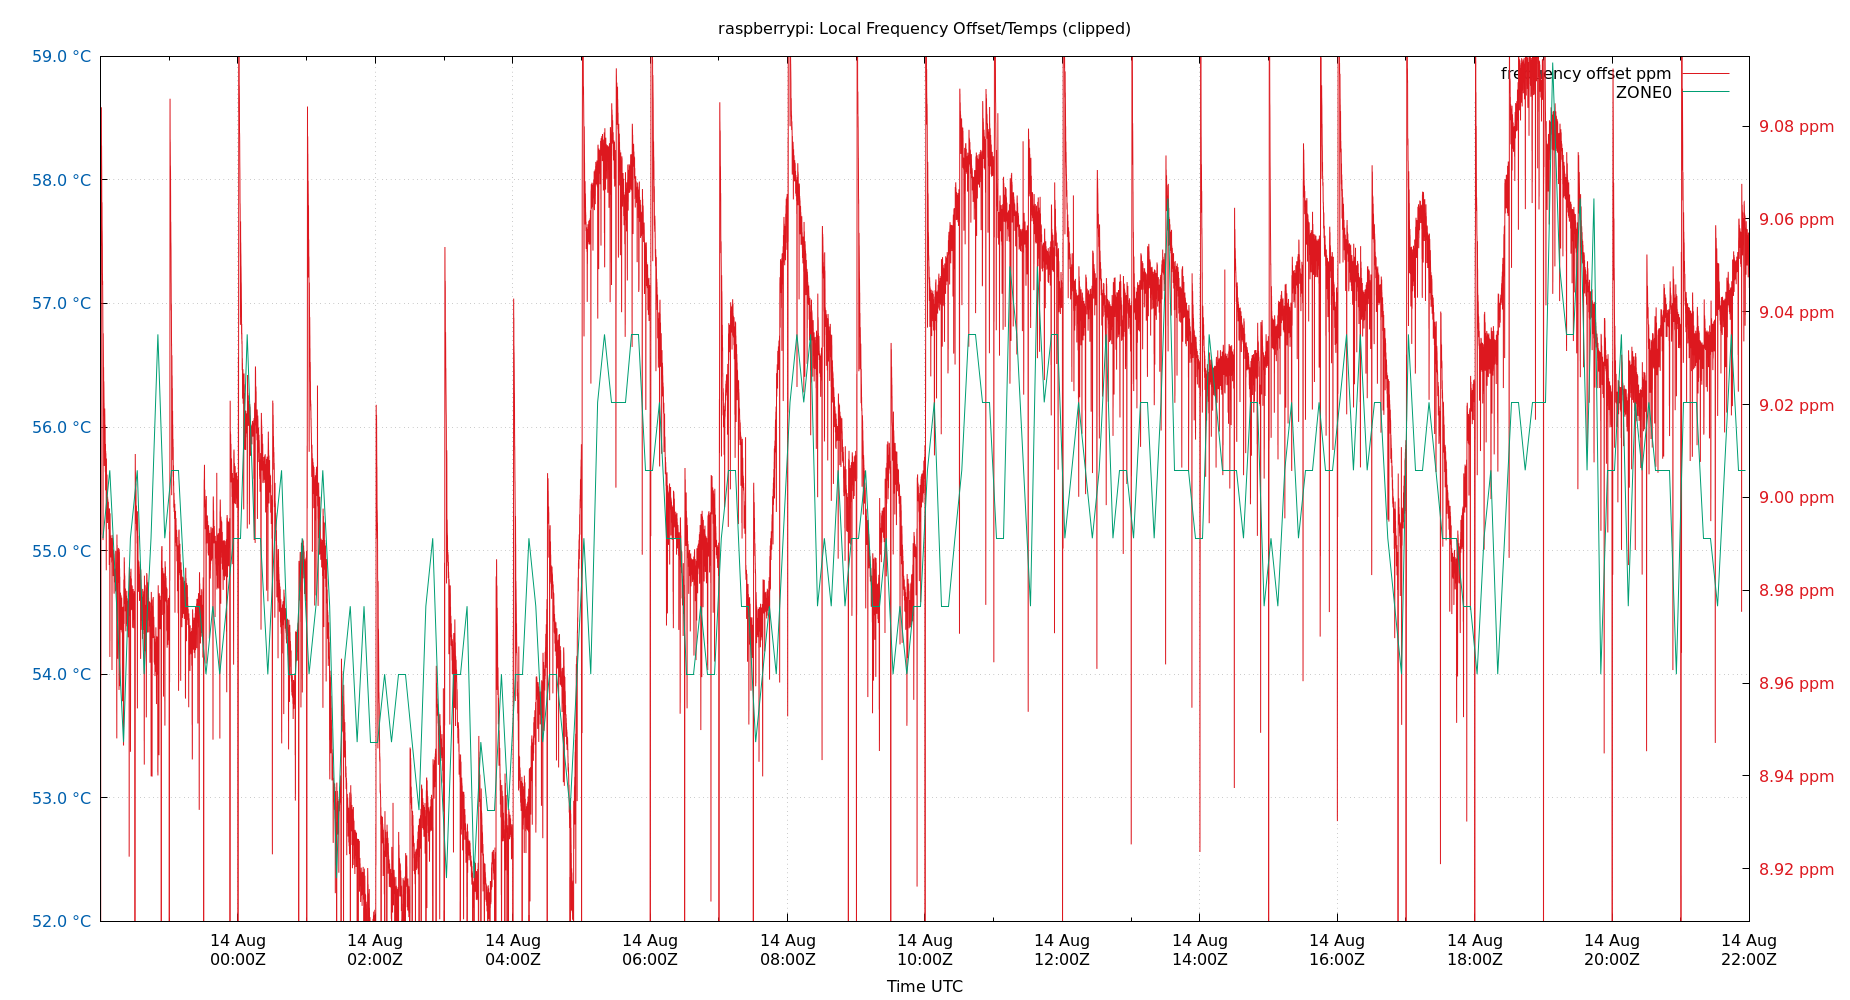 raspberrypi: Local Frequency Offset/Temps (clipped)
frequency offset ppm
ZONE0
59.0 °C
58.0 °C
57.0 °C
56.0 °C
55.0 °C
54.0 °C
53.0 °C
52.0 °C
9.08 ppm
9.06 ppm
9.04 ppm
9.02 ppm
9.00 ppm
8.98 ppm
8.96 ppm
8.94 ppm
8.92 ppm
14 Aug
00:00Z
14 Aug
02:00Z
14 Aug
04:00Z
14 Aug
06:00Z
14 Aug
08:00Z
14 Aug
10:00Z
14 Aug
12:00Z
14 Aug
14:00Z
14 Aug
16:00Z
14 Aug
18:00Z
14 Aug
20:00Z
14 Aug
22:00Z
Time UTC